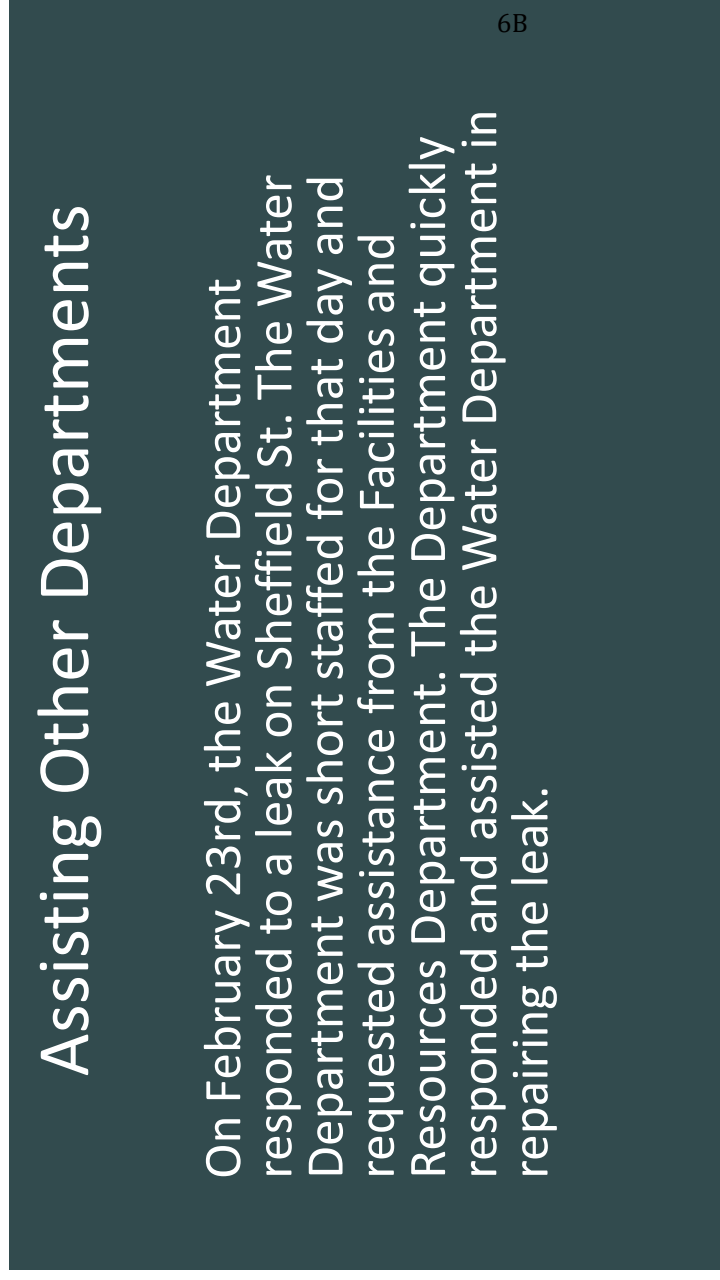 6B
Assisting Other Departments
On February 23rd, the Water Department
responded to a leak on Sheffield St. The Water
Department was short staffed for that day and
requested assistance from the Facilities and
Resources Department. The Department quickly
responded and assisted the Water Department in
repairing the leak.